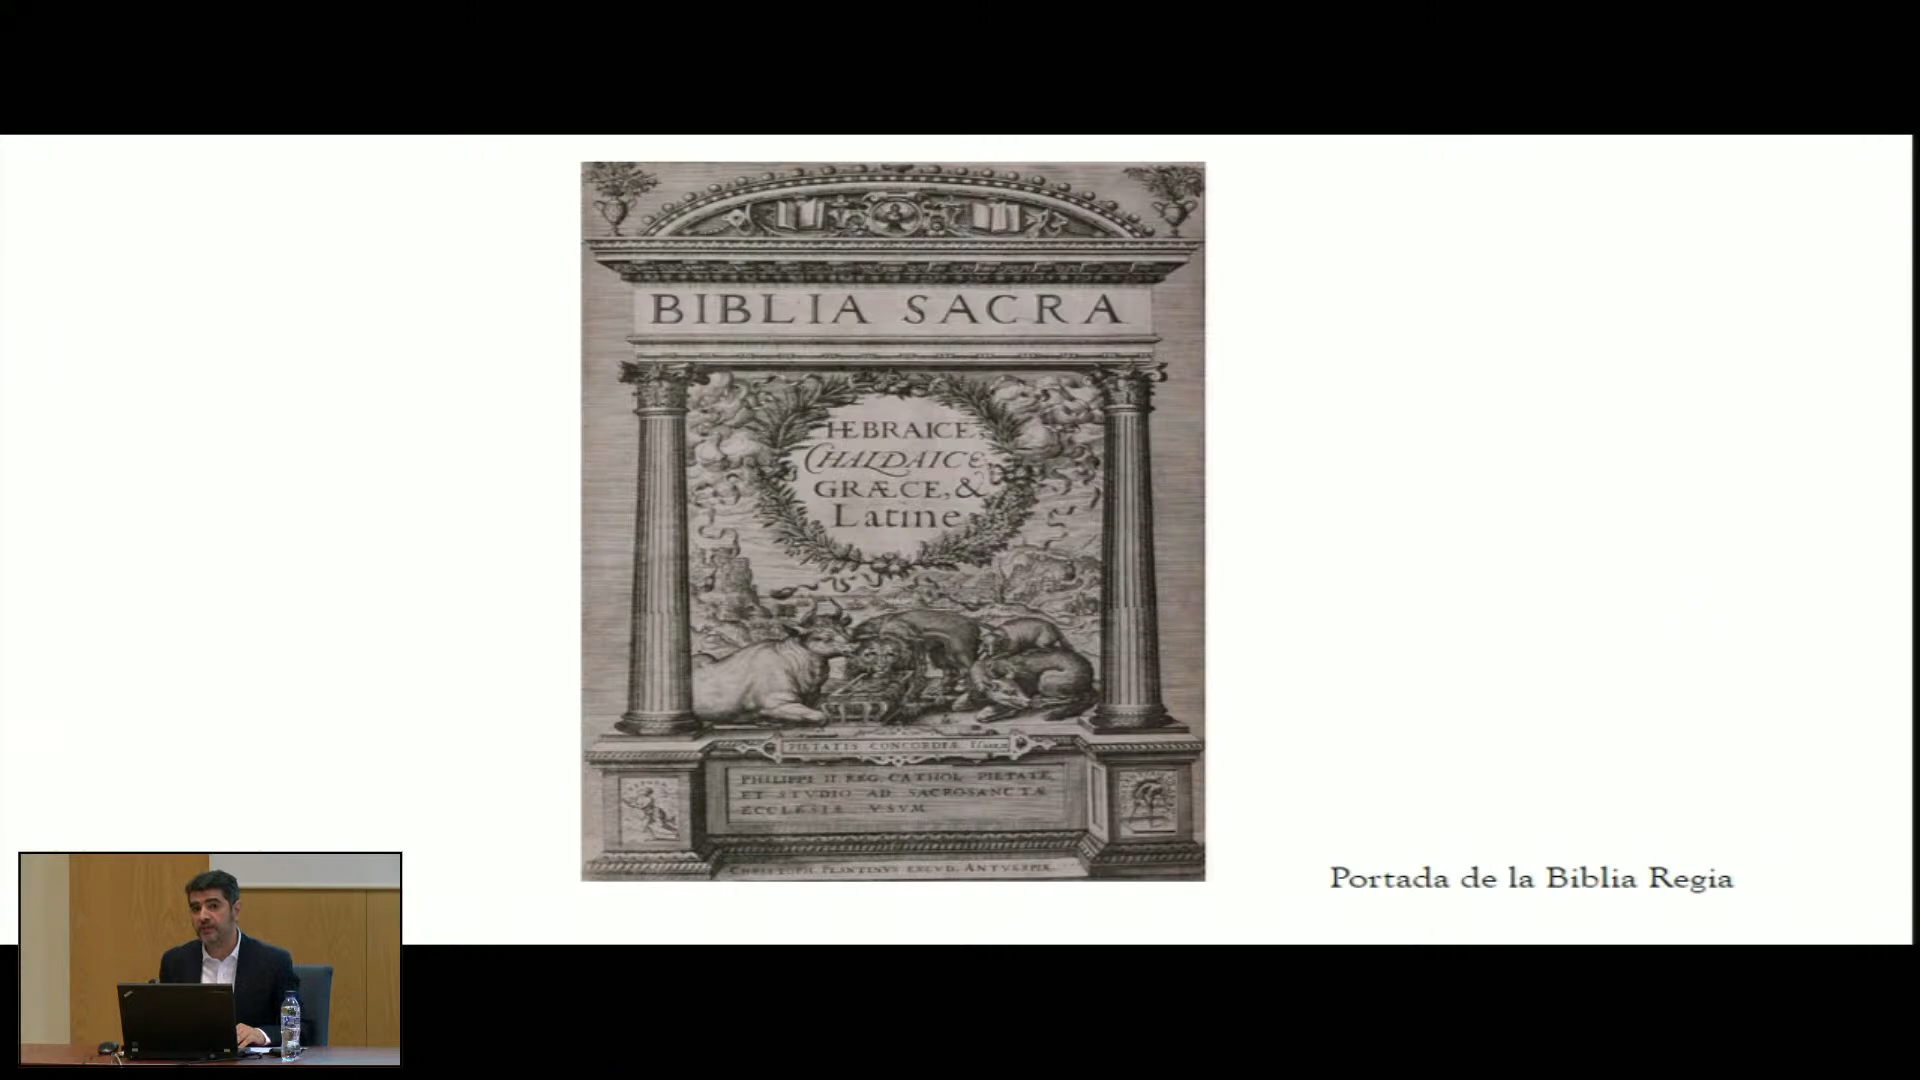 BIBLIA SACRA
HEBRAICE,
CHALDAICE
GRÆCE, &
Latine
PIETATIS CONCORDIÆ
PHILIPPI II REG. CATHOL. PIETATE,
ET STVDIO AD SACROSANCTÆ
ECCLESIÆ VSVM
CHRISTOPH. PLANTINVS EXCVD. ANTVERPIÆ.
Portada de la Biblia Regia